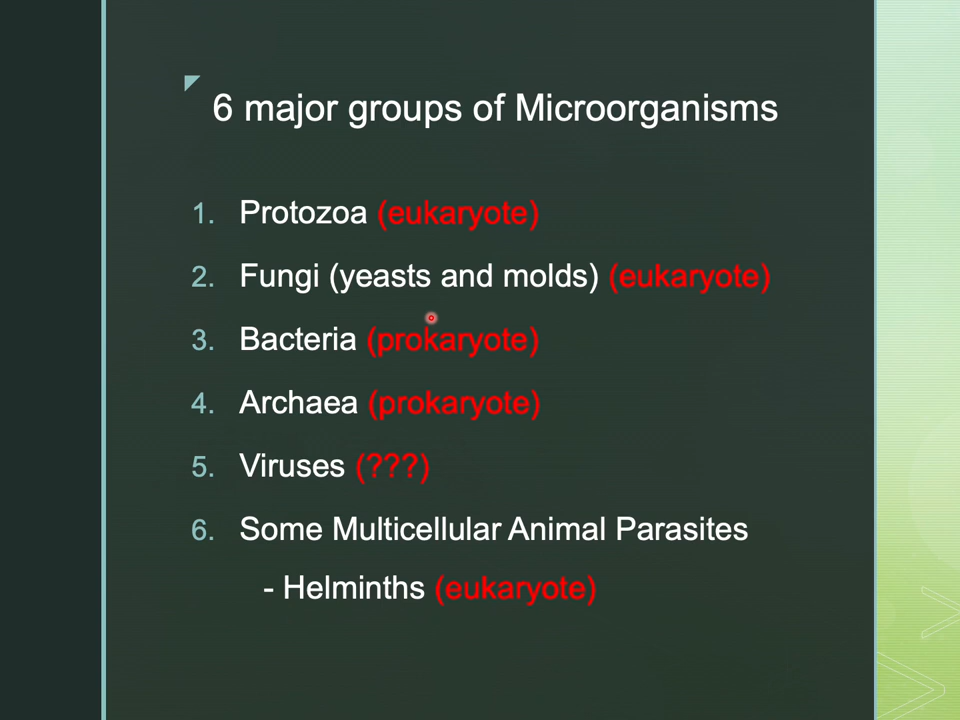 6 major groups of Microorganisms
1. Protozoa (eukaryote)
2. Fungi (yeasts and molds) (eukaryote)
3. Bacteria (prokaryote)
4. Archaea (prokaryote)
5. Viruses (???)
6. Some Multicellular Animal Parasites
- Helminths (eukaryote)